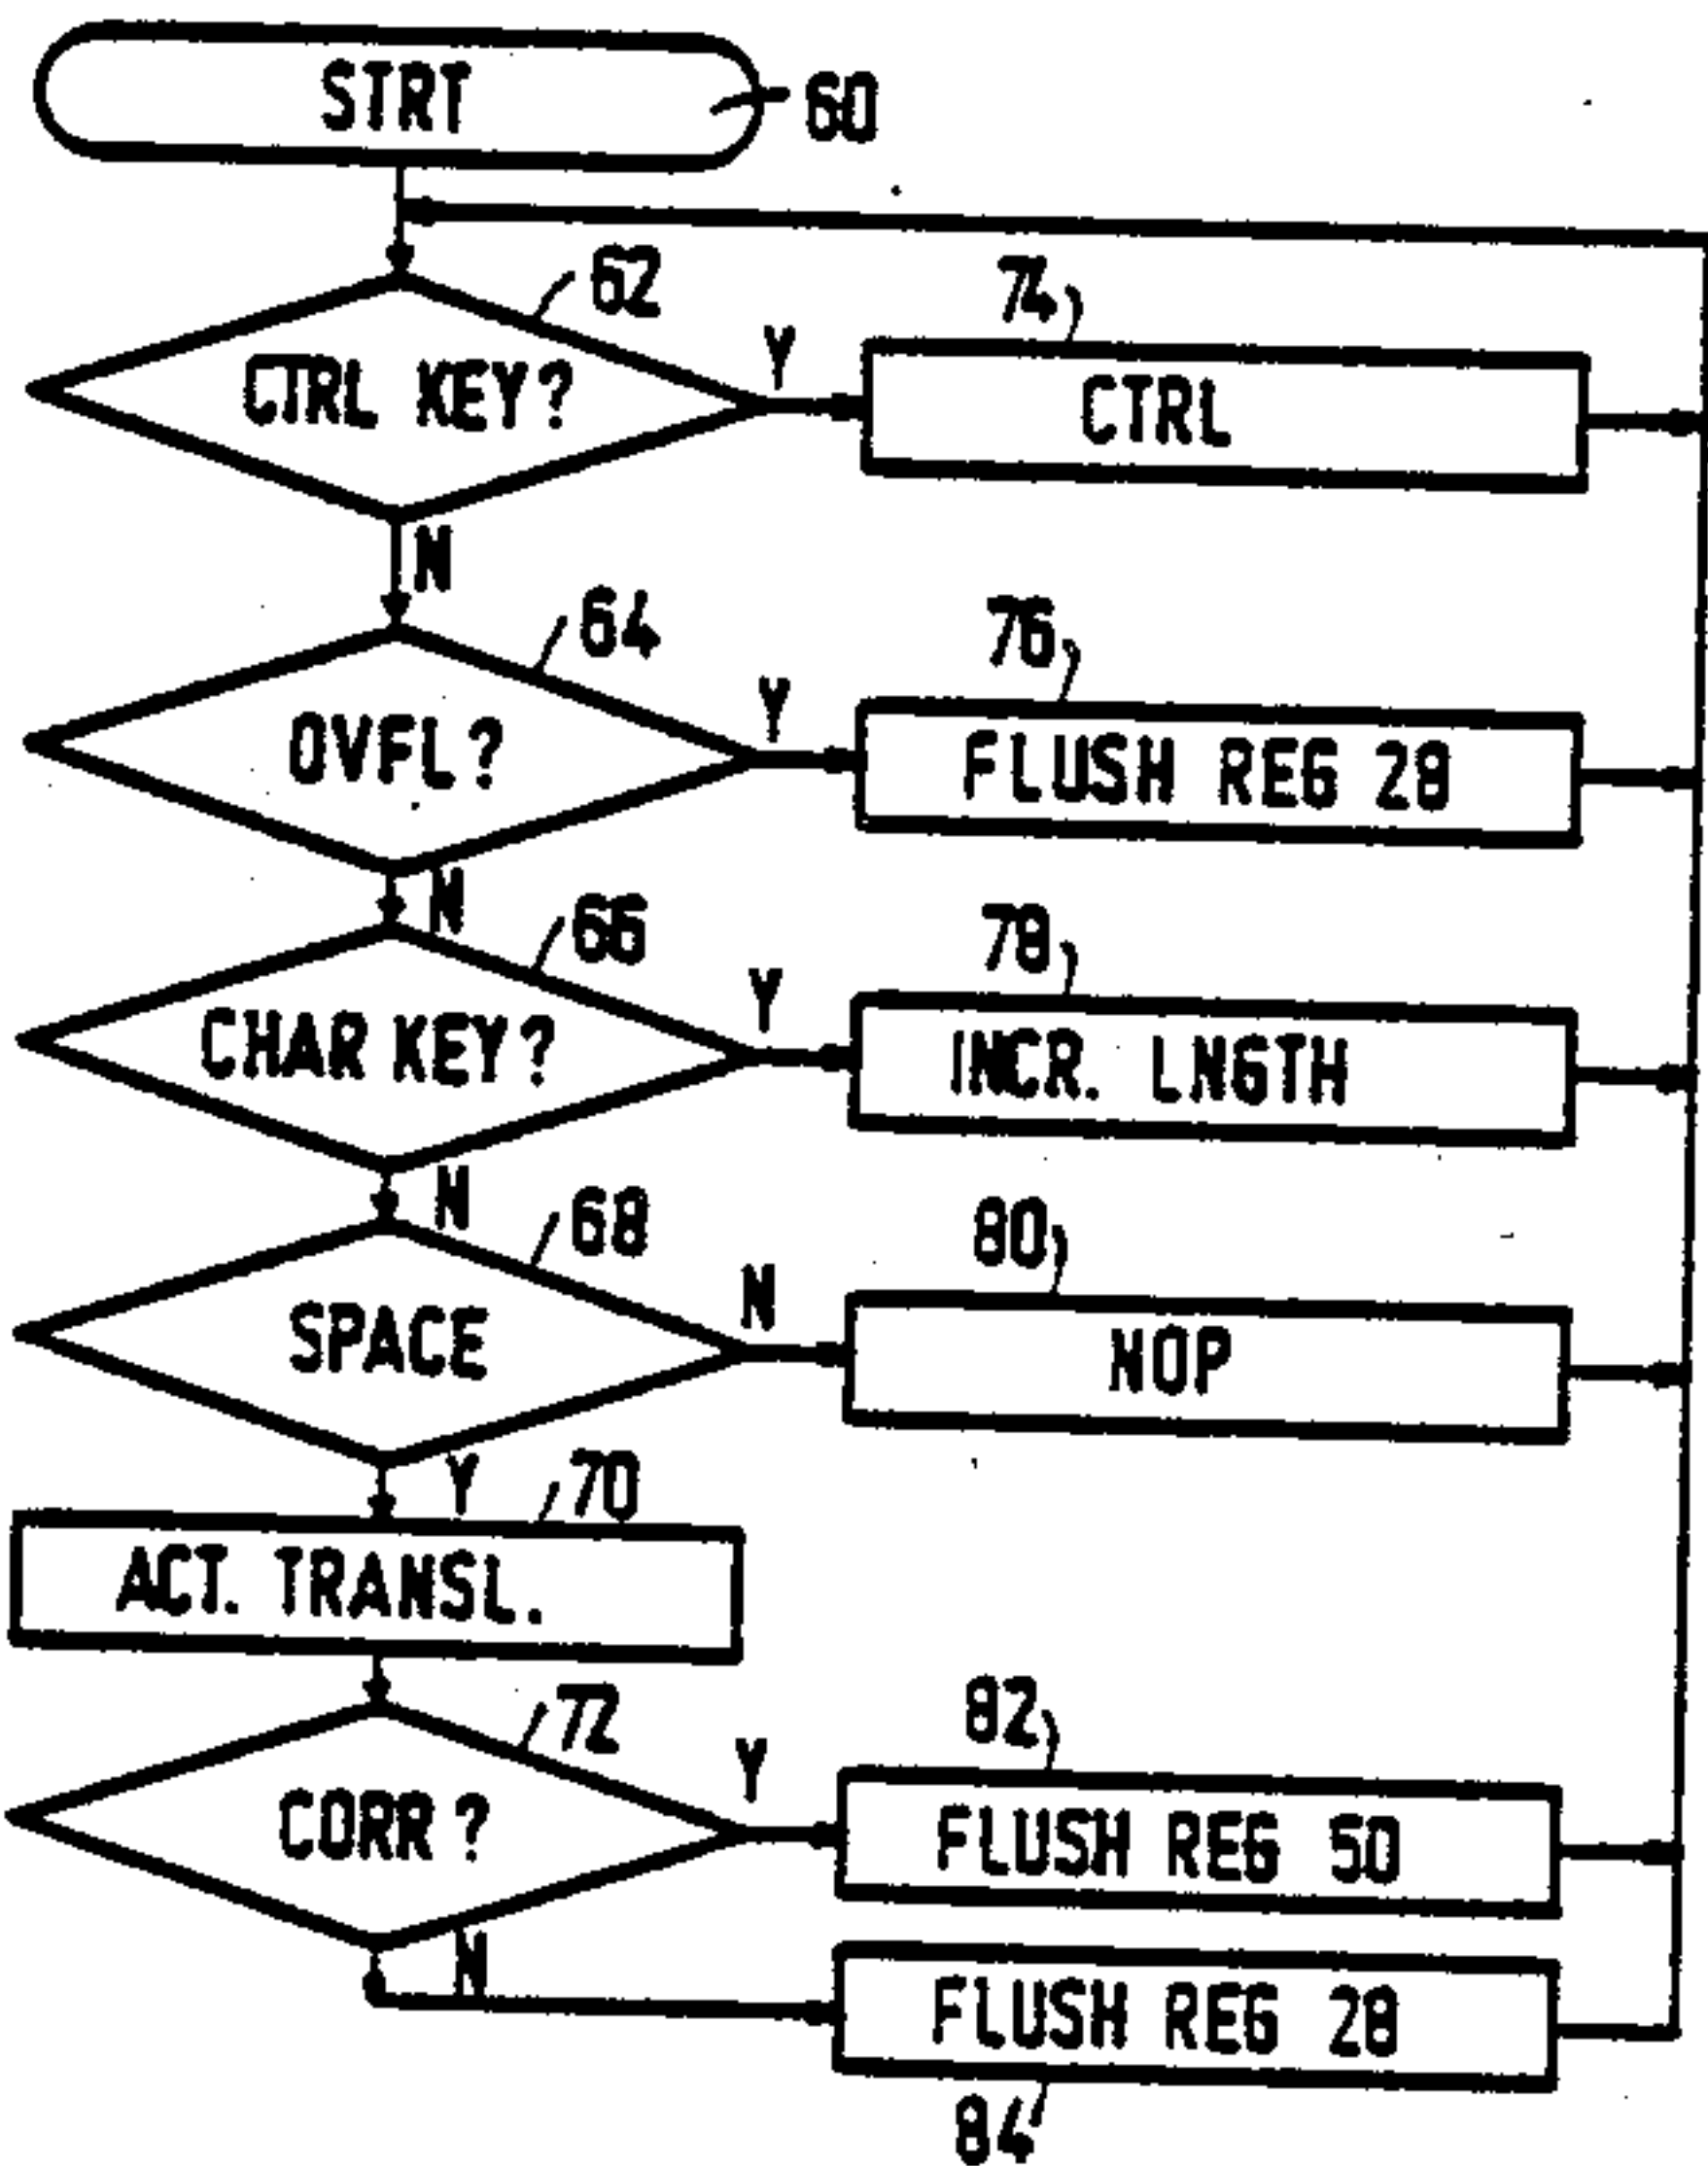 STRT 60
62 74
CTRL KEY? Y CTRL
N
64 76
OVFL? Y FLUSH REG 28
N
66 78
CHAR KEY? Y INCR. LNGTH
N
68 80
SPACE N NOP
Y 70
ACT. TRANSL.
72 82
CORR? Y FLUSH REG 50
N
FLUSH REG 28
84